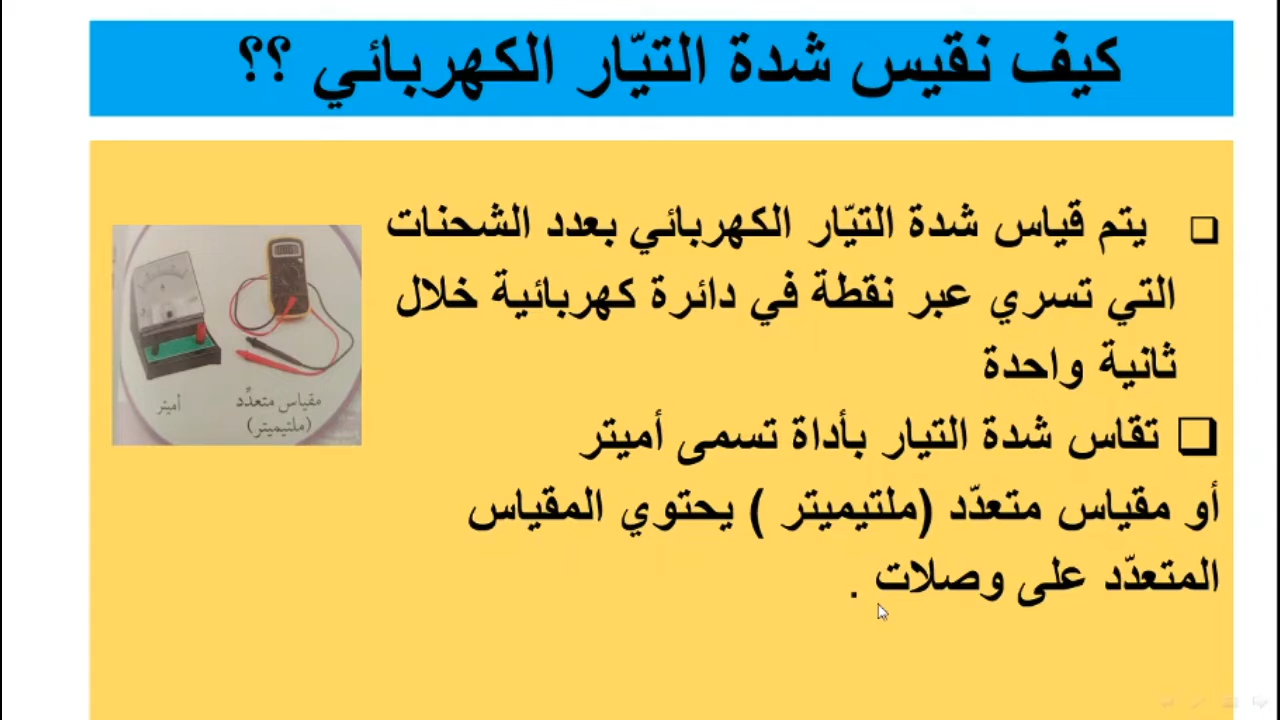 كيف نقيس شدة التيّار الكهربائي ؟؟
يتم قياس شدة التيّار الكهربائي بعدد الشحنات
التي تسري عبر نقطة في دائرة كهربائية خلال
ثانية واحدة
تقاس شدة التيار بأداة تسمى أميتر
أو مقياس متعدّد (ملتيميتر ) يحتوي المقياس
المتعدّد على وصلات .
مقياس متعدّد
(ملتيميتر)
أميتر